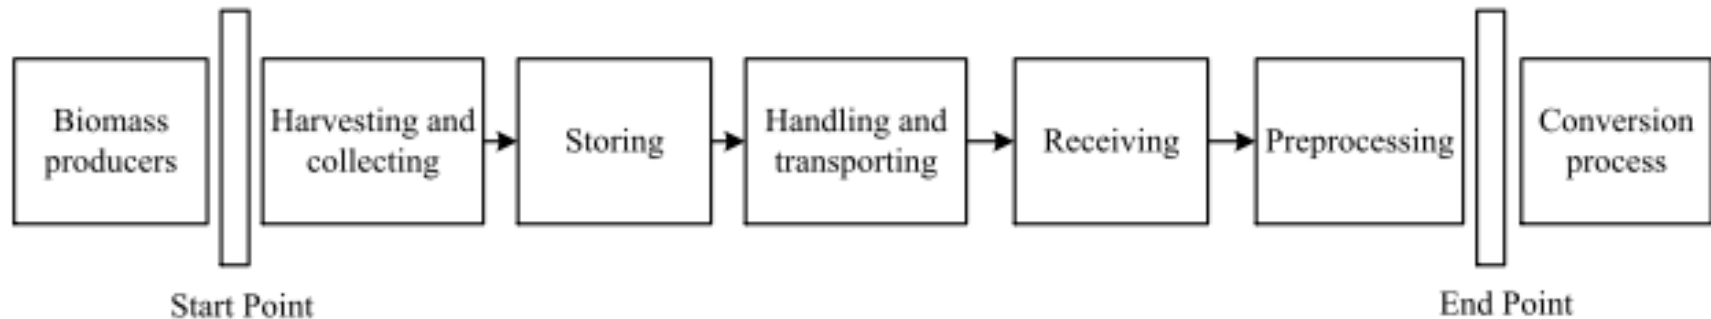 Biomass
producers
Harvesting and
collecting
Storing
Handling and
transporting
Receiving
Preprocessing
Conversion
process
Start Point
End Point